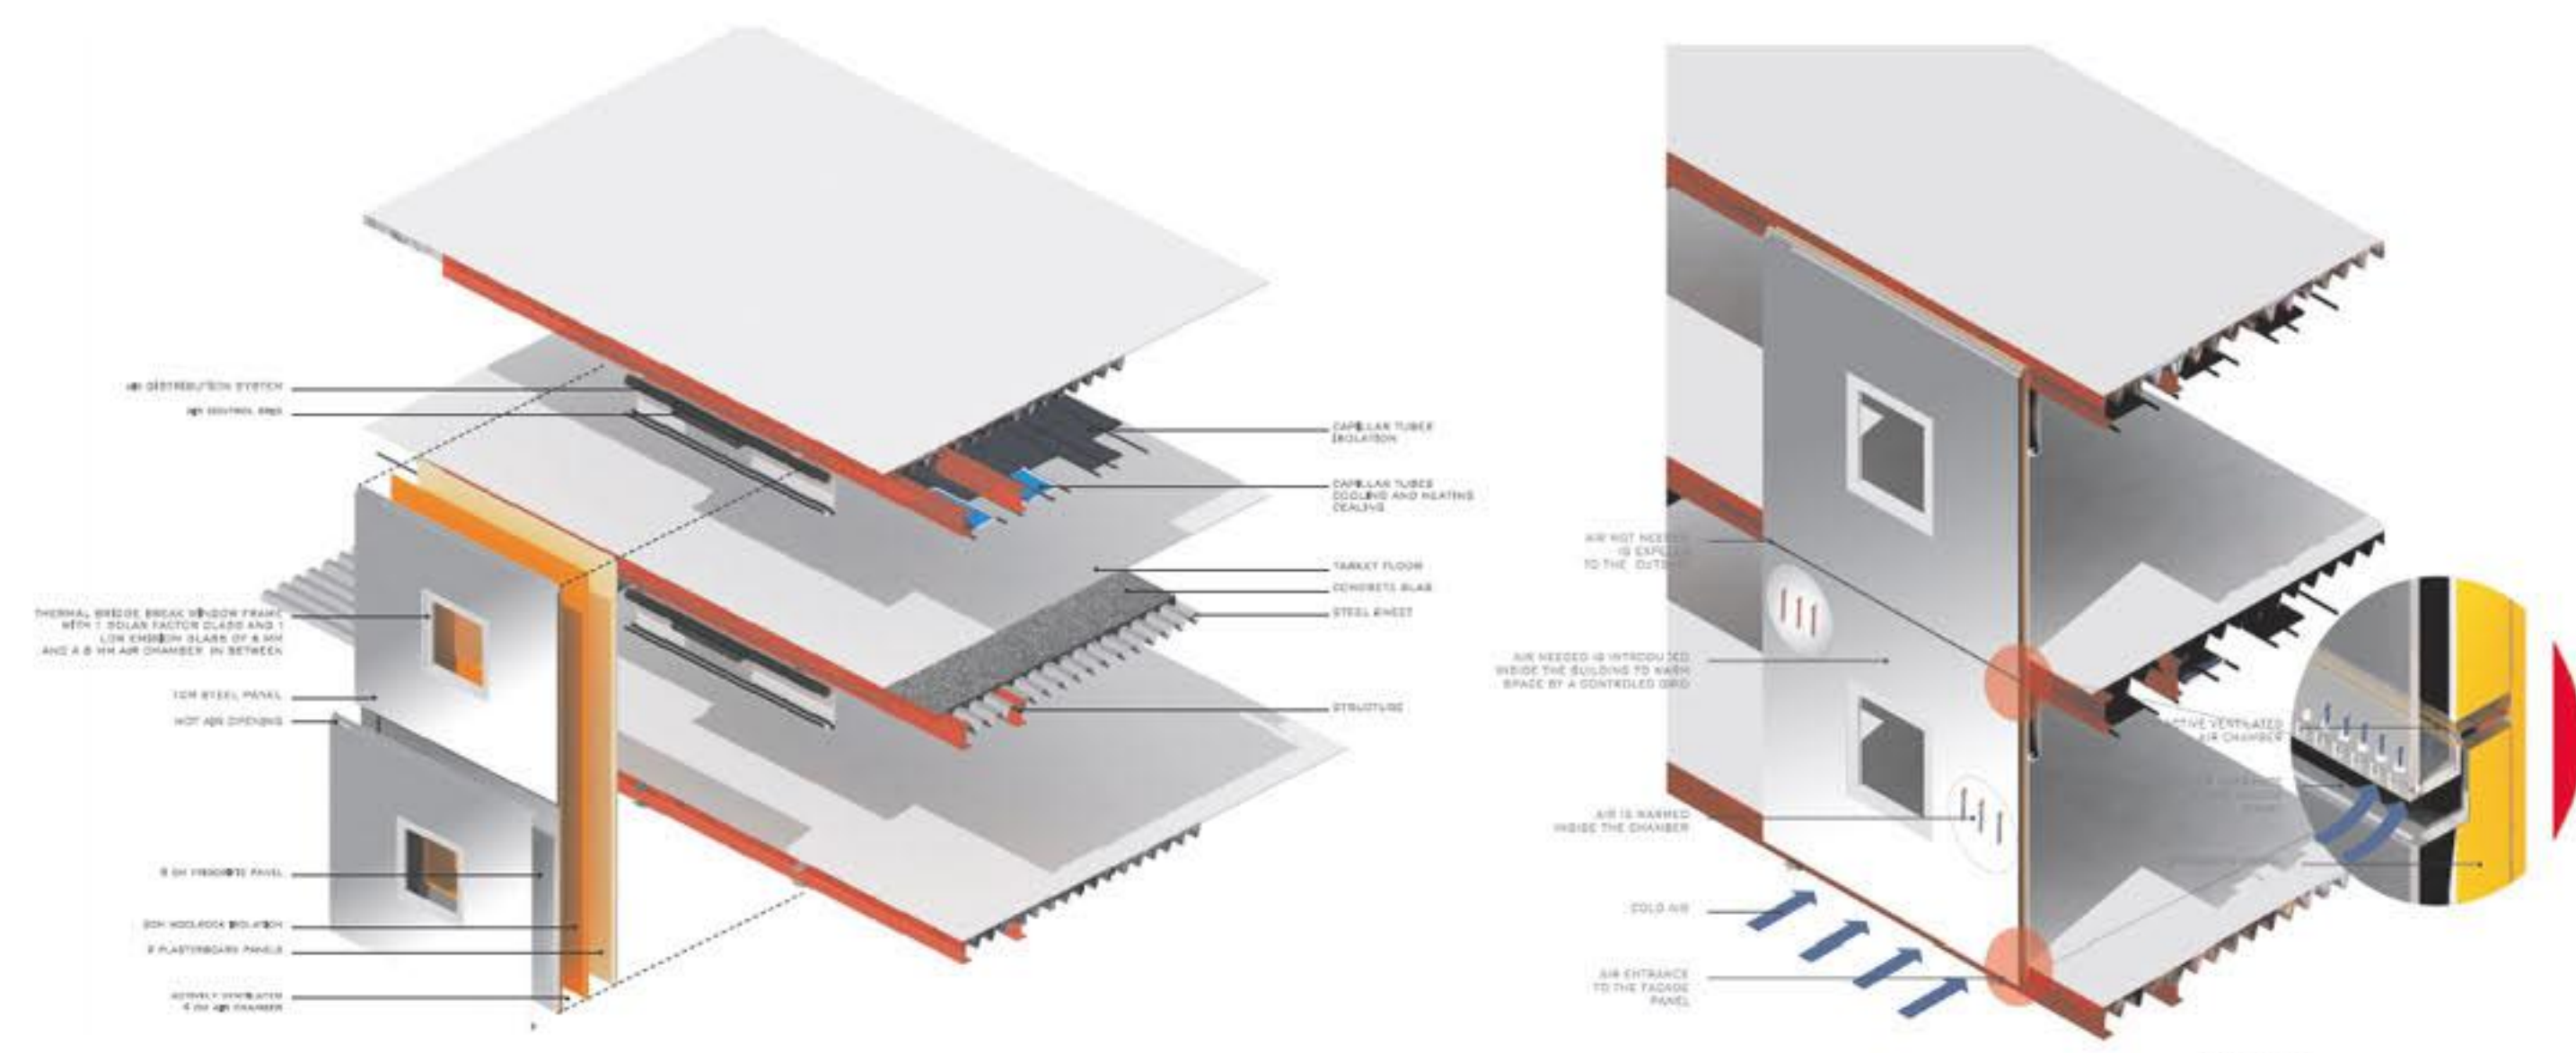 AIR DISTRIBUTION SYSTEM
AIR CONTROL GRID
THERMAL BRIDGE BREAK WINDOW FRAME
WITH 1 SOLAR FACTOR GLASS AND 1
LOW EMISSION GLASS OF 6 MM
AND A 8 MM AIR CHAMBER IN BETWEEN
STEEL PANEL
HOT AIR OPENING
PANEL
2 PLASTERBOARD PANELS
ACTIVELY VENTILATED
AIR CHAMBER
CAPILLAR TUBES
ISOLATION
CAPILLAR TUBES
COOLING AND HEATING
CEALING
TARKET FLOOR
CONCRETE SLAB
STEEL SHEET
STRUCTURE
AIR NOT NEEDED
IS
TO THE
AIR NEEDED IS INTRODUCED
INSIDE THE BUILDING TO WARM
SPACE BY A CONTROLED GRID
AIR IS WARMED
INSIDE THE CHAMBER
COLD AIR
AIR ENTRANCE
TO THE FACADE
PANEL
ACTIVE VENTILATED
AIR CHAMBER